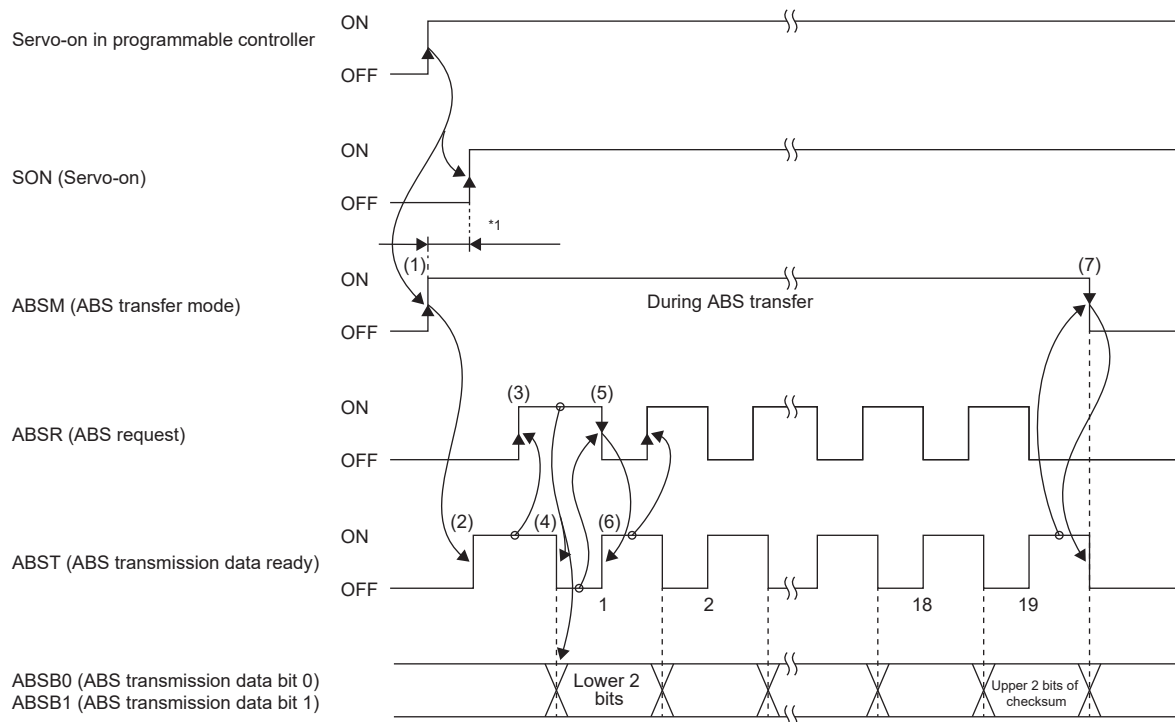 ON
Servo-on in programmable controller
OFF
ON
SON (Servo-on)
OFF
*1
(1)
(7)
ON
ABSM (ABS transfer mode)
During ABS transfer
OFF
(3)
(5)
ON
ABSR (ABS request)
OFF
(2)
(4)
(6)
ON
ABST (ABS transmission data ready)
OFF
1
2
18
19
ABSB0 (ABS transmission data bit 0)
ABSB1 (ABS transmission data bit 1)
Lower 2
bits
Upper 2 bits of
checksum